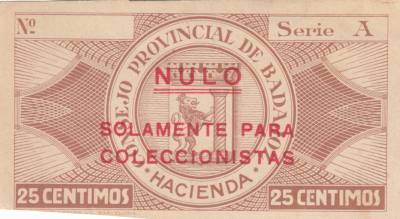 Nº Serie A
CONSEJO PROVINCIAL DE BADAJOZ
NULO
SOLAMENTE PARA
COLECCIONISTAS
HACIENDA
25 CENTIMOS 25 CENTIMOS